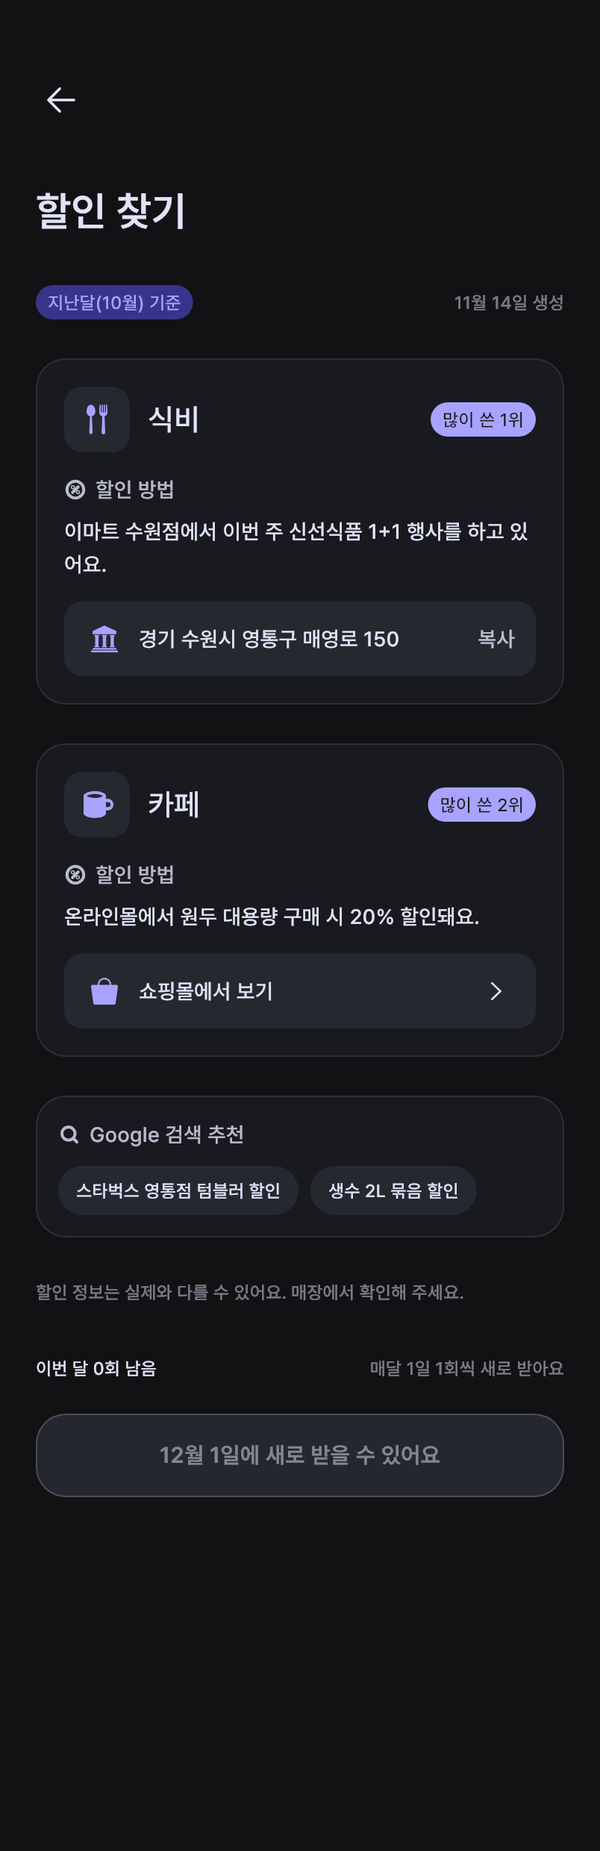 할인 찾기
지난달(10월) 기준
11월 14일 생성
식비
많이 쓴 1위
할인 방법
이마트 수원점에서 이번 주 신선식품 1+1 행사를 하고 있
어요.
경기 수원시 영통구 매영로 150
복사
카페
많이 쓴 2위
할인 방법
온라인몰에서 원두 대용량 구매 시 20% 할인돼요.
쇼핑몰에서 보기
Google 검색 추천
스타벅스 영통점 텀블러 할인
생수 2L 묶음 할인
할인 정보는 실제와 다를 수 있어요. 매장에서 확인해 주세요.
이번 달 0회 남음
매달 1일 1회씩 새로 받아요
12월 1일에 새로 받을 수 있어요